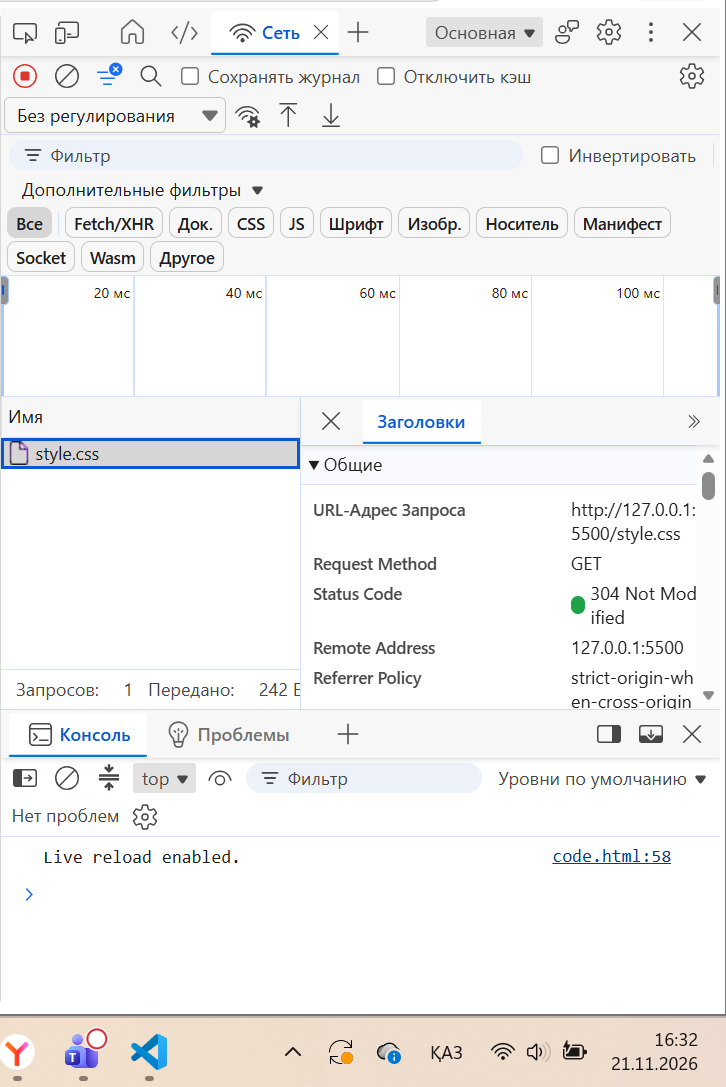 Сеть
Основная
Сохранять журнал
Отключить кэш
Без регулирования
Фильтр
Инвертировать
Дополнительные фильтры
Все Fetch/XHR Док. CSS JS Шрифт Изобр. Носитель Манифест
Socket Wasm Другое
20 мс 40 мс 60 мс 80 мс 100 мс
Имя
Заголовки
style.css
Общие
URL-Адрес Запроса
http://127.0.0.1:
5500/style.css
Request Method GET
Status Code
304 Not Mod
ified
Remote Address 127.0.0.1:5500
Referrer Policy
strict-origin-wh
en-cross-origin
Запросов: 1 Передано: 242
Консоль Проблемы
top
Фильтр
Уровни по умолчанию
Нет проблем
Live reload enabled. code.html:58
ҚАЗ
16:32
21.11.2026